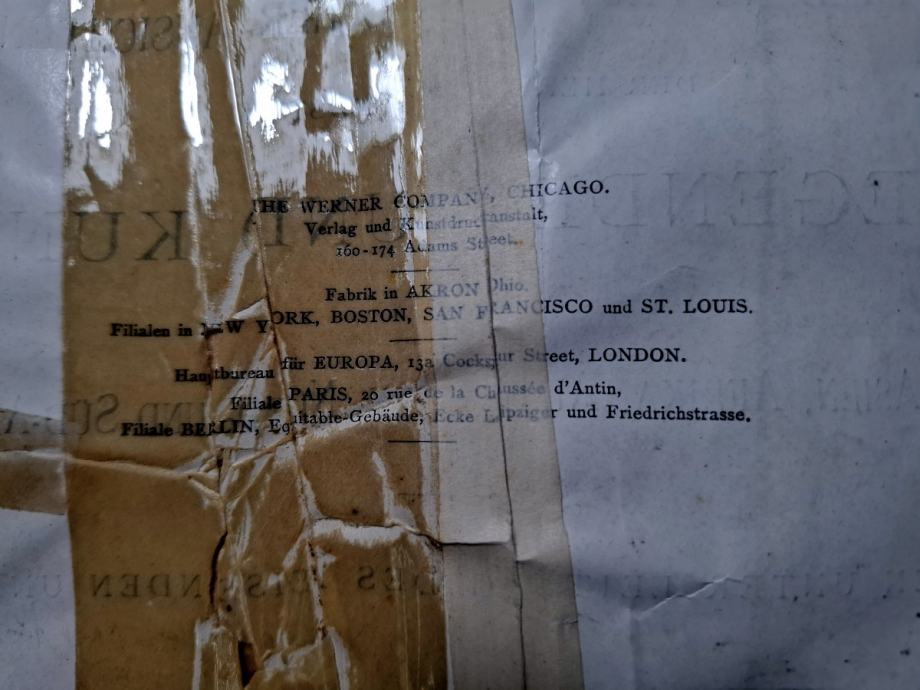 THE WERNER COMPANY, CHICAGO.
Verlag und Kunstdruckanstalt,
160-174 Adams Street.
Fabrik in AKRON Ohio.
Filialen in NEW YORK, BOSTON, SAN FRANCISCO und ST. LOUIS.
Hauptbureau für EUROPA, 13a Cockspur Street, LONDON.
Filiale PARIS, 20 rue de la Chaussée d'Antin,
Filiale BERLIN, Equitable-Gebäude, Ecke Leipziger und Friedrichstrasse.